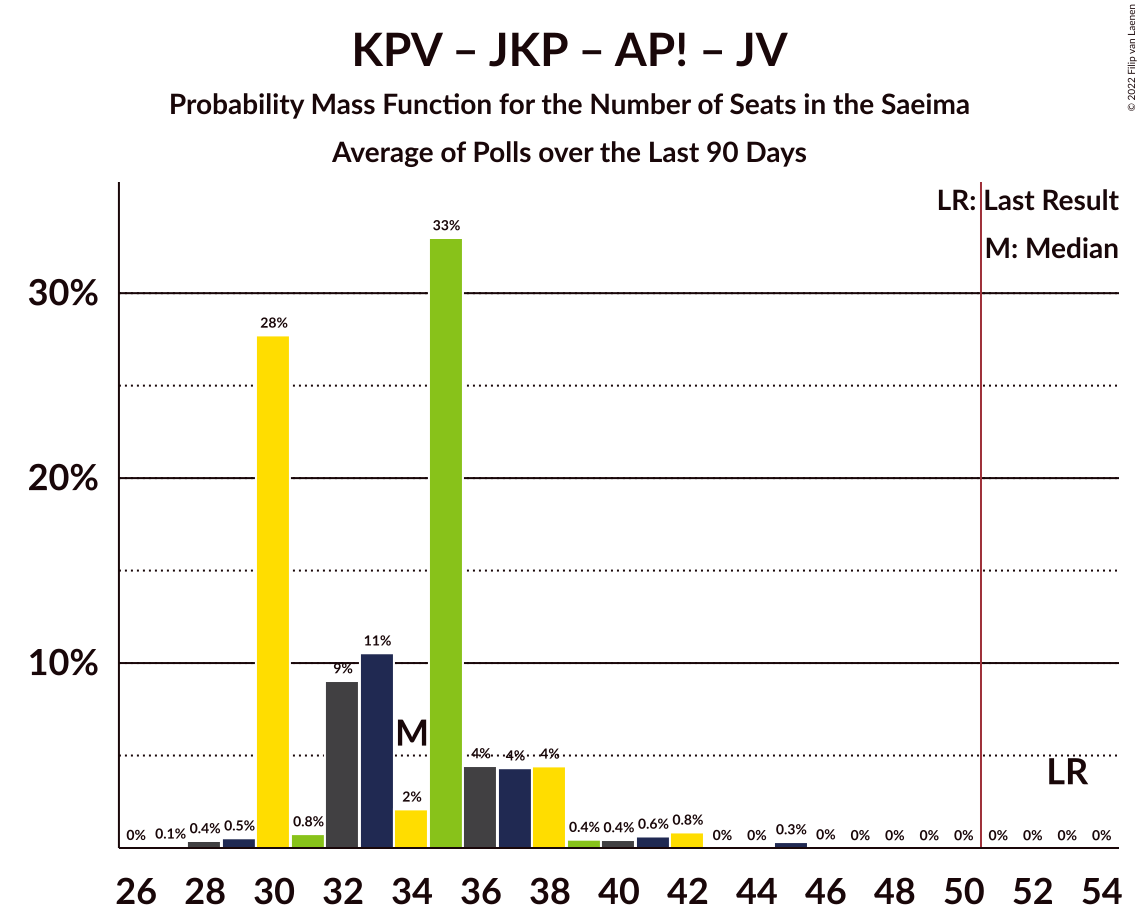 KPV – JKP – AP! – JV
Probability Mass Function for the Number of Seats in the Saeima
Average of Polls over the Last 90 Days
© 2022 Filip van Laenen
LR: Last Result
M: Median
33%
30%
28%
20%
11%
10%
9%
M
4% 4% 4%
LR
2%
0% 0.1% 0.4% 0.5% 0.8% 0.4% 0.4% 0.6% 0.8% 0% 0% 0.3% 0% 0% 0% 0% 0% 0% 0% 0% 0%
26 28 30 32 34 36 38 40 42 44 46 48 50 52 54